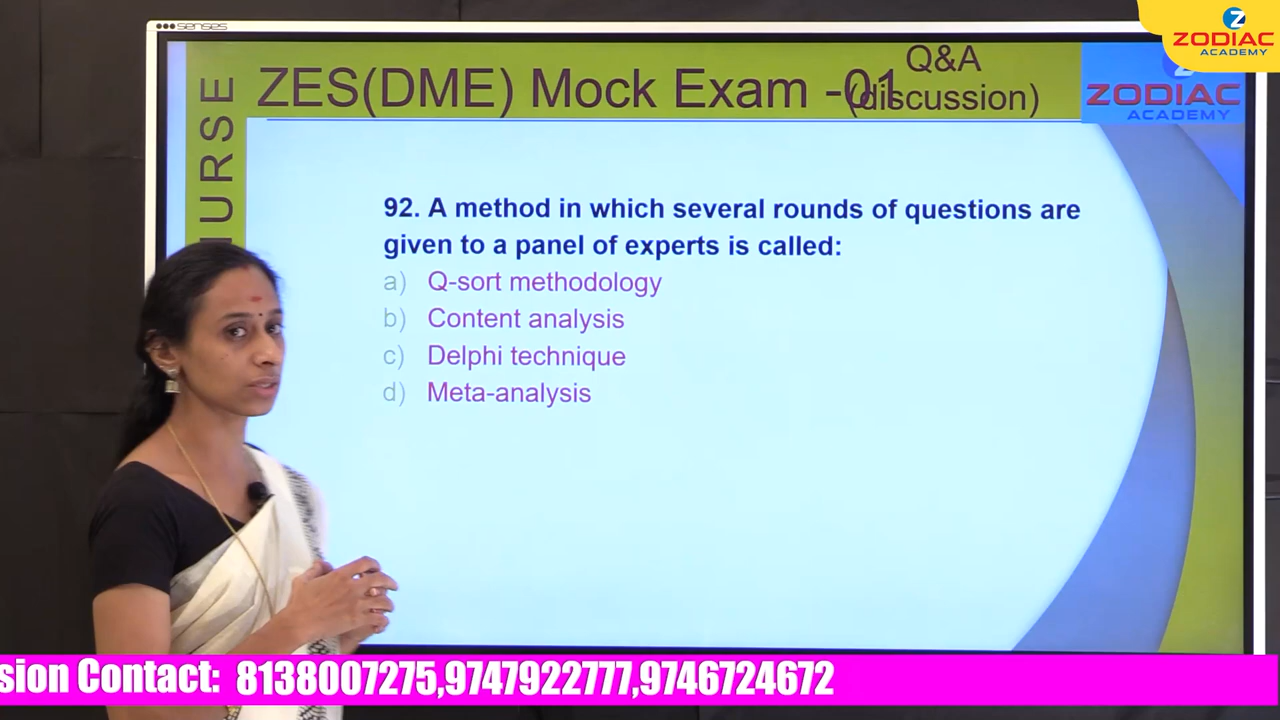 senses
ZODIAC
ACADEMY
NURSE
ZES(DME) Mock Exam -01
Q&A
(discussion)
ZODIAC
ACADEMY
92. A method in which several rounds of questions are
given to a panel of experts is called:
a) Q-sort methodology
b) Content analysis
c) Delphi technique
d) Meta-analysis
sion Contact: 8138007275,9747922777,9746724672